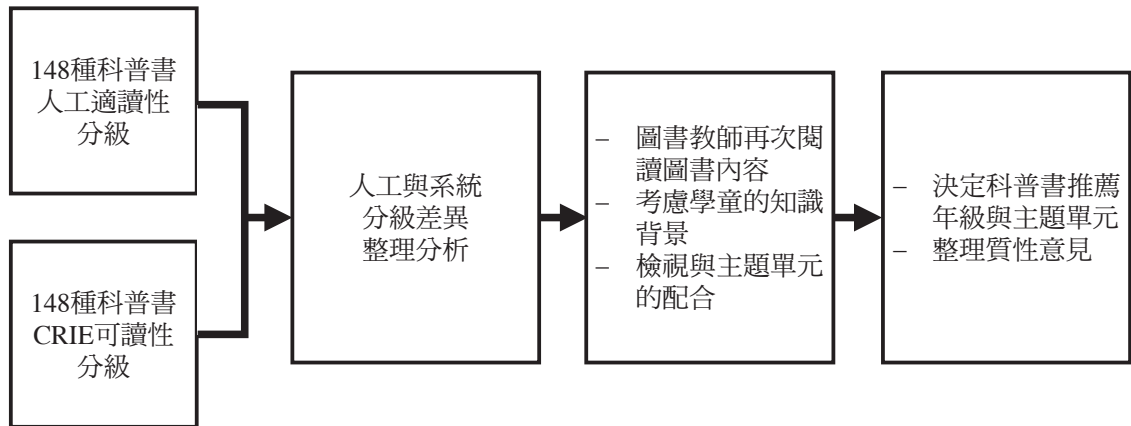 148種科普書
人工適讀性
分級
148種科普書
CRIE可讀性
分級
人工與系統
分級差異
整理分析
– 圖書教師再次閱
讀圖書內容
– 考慮學童的知識
背景
– 檢視與主題單元
的配合
– 決定科普書推薦
年級與主題單元
– 整理質性意見